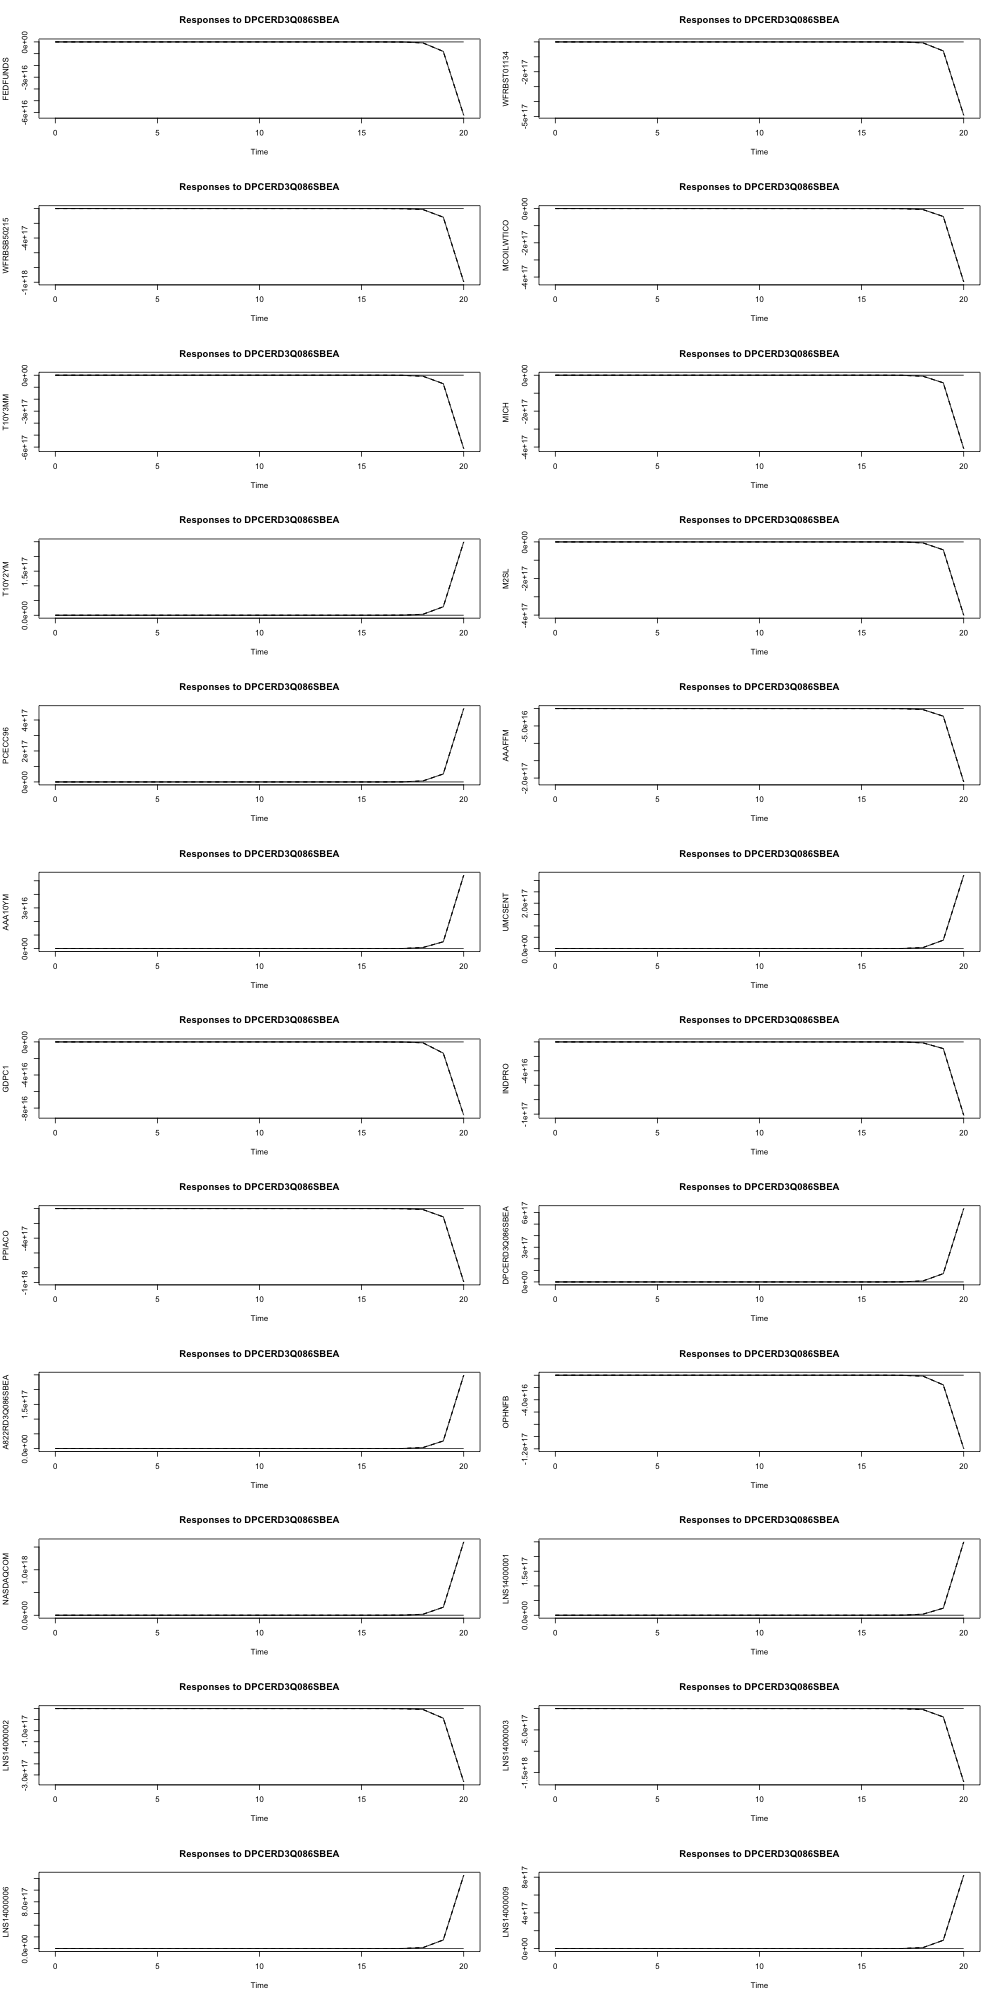 Responses to DPCERD3Q086SBEA
FEDFUNDS
-6e+16 -3e+16 0e+00
0 5 10 15 20
Time
Responses to DPCERD3Q086SBEA
WFRBST01134
-5e+17 -2e+17
0 5 10 15 20
Time
Responses to DPCERD3Q086SBEA
WFRBSB50215
-1e+18 -4e+17
0 5 10 15 20
Time
Responses to DPCERD3Q086SBEA
MCOILWTICO
-4e+17 -2e+17 0e+00
0 5 10 15 20
Time
Responses to DPCERD3Q086SBEA
T10Y3MM
-6e+17 -3e+17 0e+00
0 5 10 15 20
Time
Responses to DPCERD3Q086SBEA
MICH
-4e+17 -2e+17 0e+00
0 5 10 15 20
Time
Responses to DPCERD3Q086SBEA
T10Y2YM
0.0e+00 1.5e+17
0 5 10 15 20
Time
Responses to DPCERD3Q086SBEA
M2SL
-4e+17 -2e+17 0e+00
0 5 10 15 20
Time
Responses to DPCERD3Q086SBEA
PCECC96
0e+00 2e+17 4e+17
0 5 10 15 20
Time
Responses to DPCERD3Q086SBEA
AAAFFM
-2.0e+17 -5.0e+16
0 5 10 15 20
Time
Responses to DPCERD3Q086SBEA
AAA10YM
0e+00 3e+16
0 5 10 15 20
Time
Responses to DPCERD3Q086SBEA
UMCSENT
0.0e+00 2.0e+17
0 5 10 15 20
Time
Responses to DPCERD3Q086SBEA
GDPC1
-8e+16 -4e+16 0e+00
0 5 10 15 20
Time
Responses to DPCERD3Q086SBEA
INDPRO
-1e+17 -4e+16
0 5 10 15 20
Time
Responses to DPCERD3Q086SBEA
PPIACO
-1e+18 -4e+17
0 5 10 15 20
Time
Responses to DPCERD3Q086SBEA
DPCERD3Q086SBEA
0e+00 3e+17 6e+17
0 5 10 15 20
Time
Responses to DPCERD3Q086SBEA
A822RD3Q086SBEA
0.0e+00 1.5e+17
0 5 10 15 20
Time
Responses to DPCERD3Q086SBEA
OPHNFB
-1.2e+17 -4.0e+16
0 5 10 15 20
Time
Responses to DPCERD3Q086SBEA
NASDAQCOM
0.0e+00 1.0e+18
0 5 10 15 20
Time
Responses to DPCERD3Q086SBEA
LNS14000001
0.0e+00 1.5e+17
0 5 10 15 20
Time
Responses to DPCERD3Q086SBEA
LNS14000002
-3.0e+17 -1.0e+17
0 5 10 15 20
Time
Responses to DPCERD3Q086SBEA
LNS14000003
-1.5e+18 -5.0e+17
0 5 10 15 20
Time
Responses to DPCERD3Q086SBEA
LNS14000006
0.0e+00 8.0e+17
0 5 10 15 20
Time
Responses to DPCERD3Q086SBEA
LNS14000009
0e+00 4e+17 8e+17
0 5 10 15 20
Time